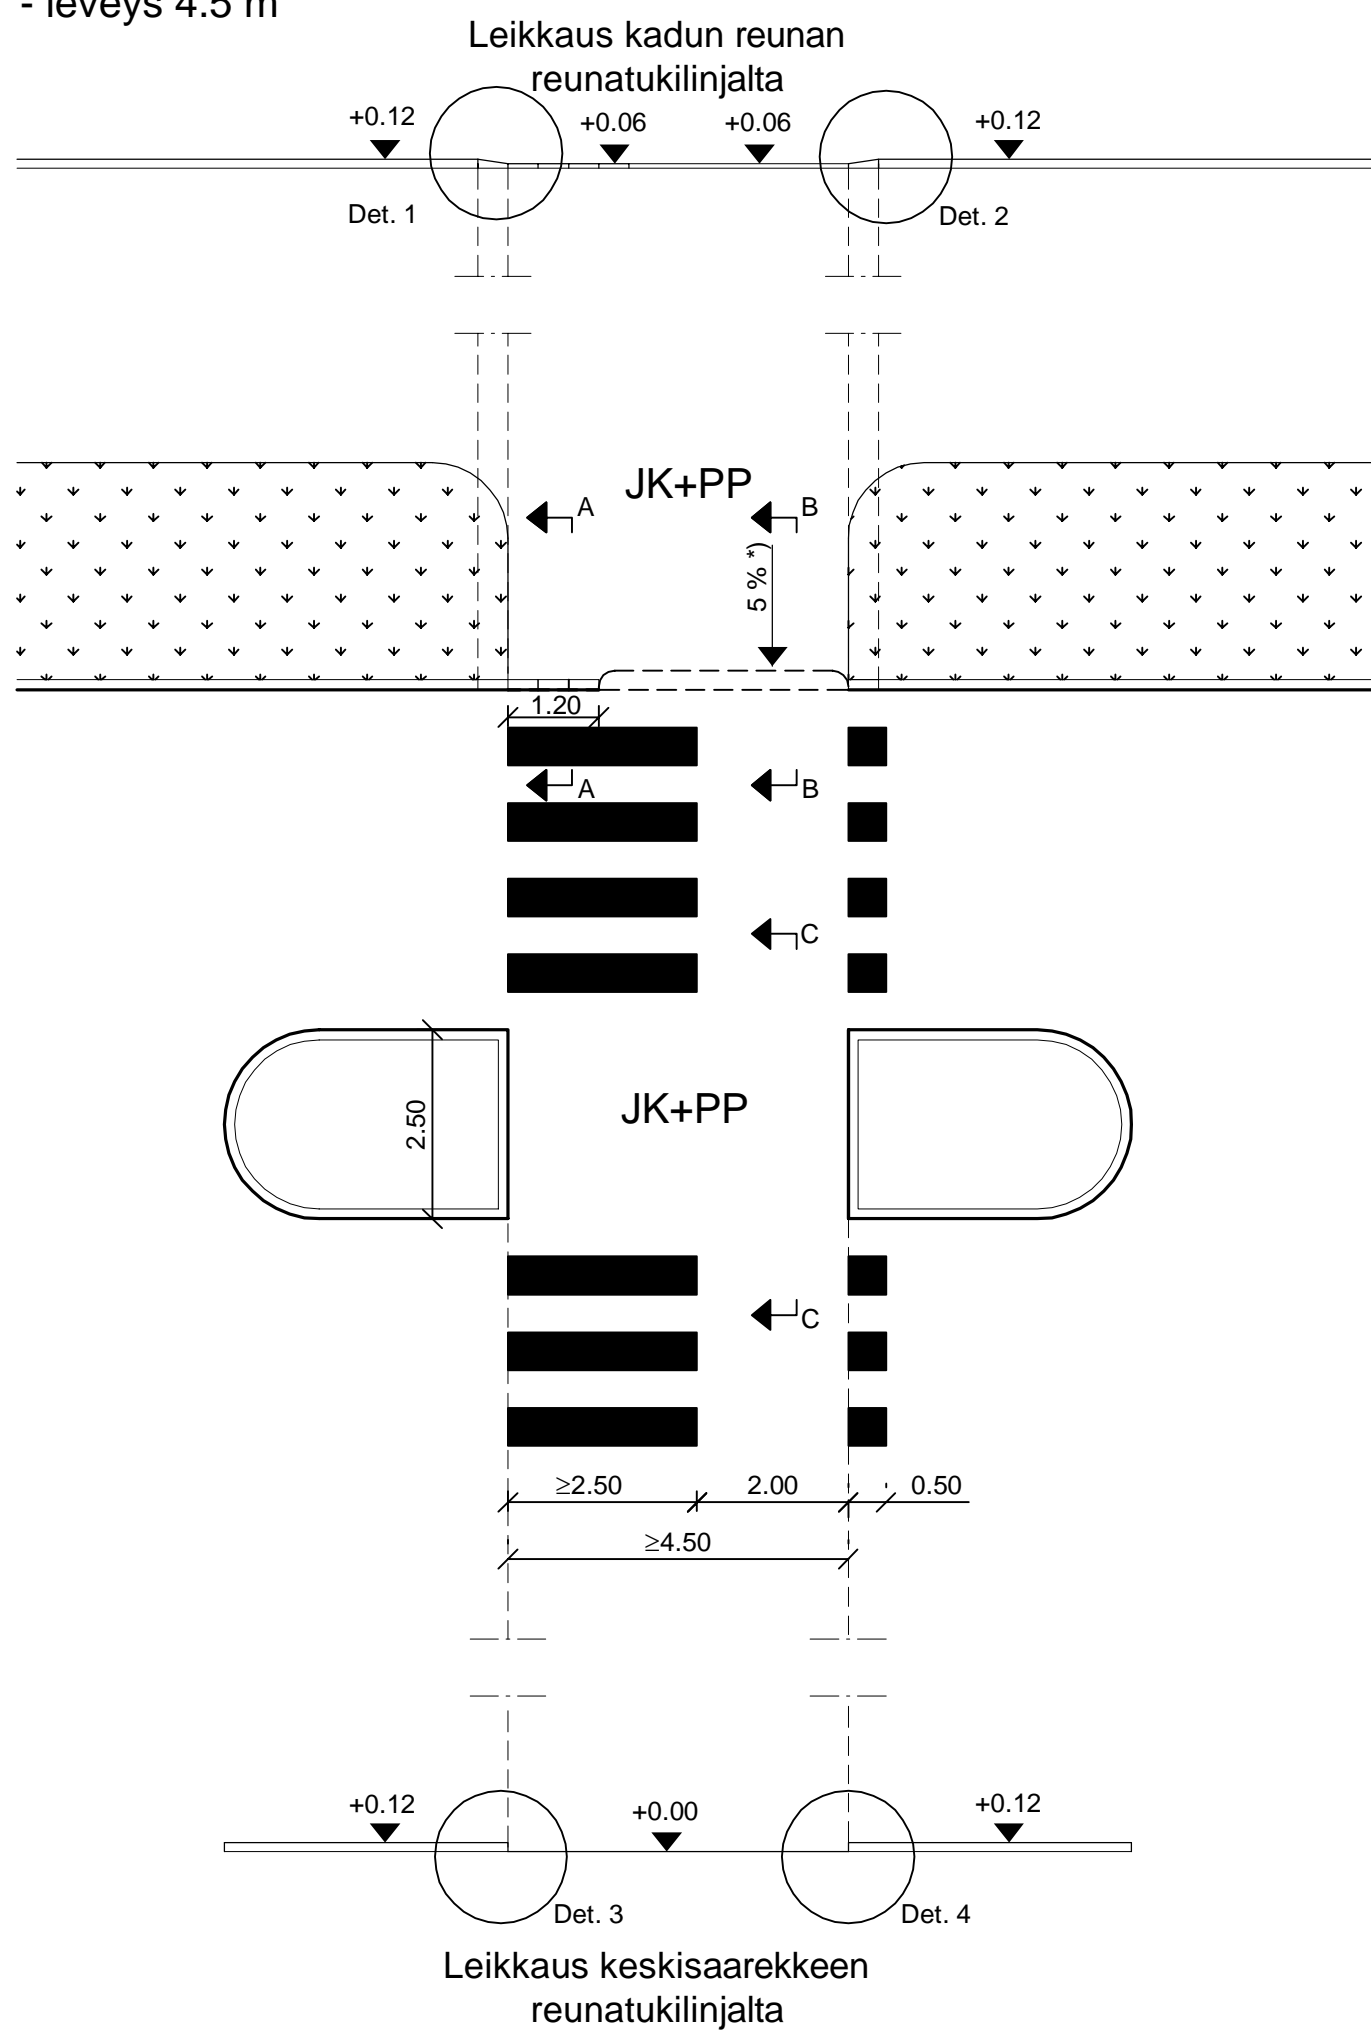 - leveys 4.5 m
Leikkaus kadun reunan
reunatukilinjalta
+0.12
+0.06
+0.06
+0.12
Det. 1
Det. 2
JK+PP
A
B
5 % *)
1.20
A
B
C
2.50
JK+PP
C
≥2.50
2.00
0.50
≥4.50
+0.12
+0.00
+0.12
Det. 3
Det. 4
Leikkaus keskisaarekkeen
reunatukilinjalta